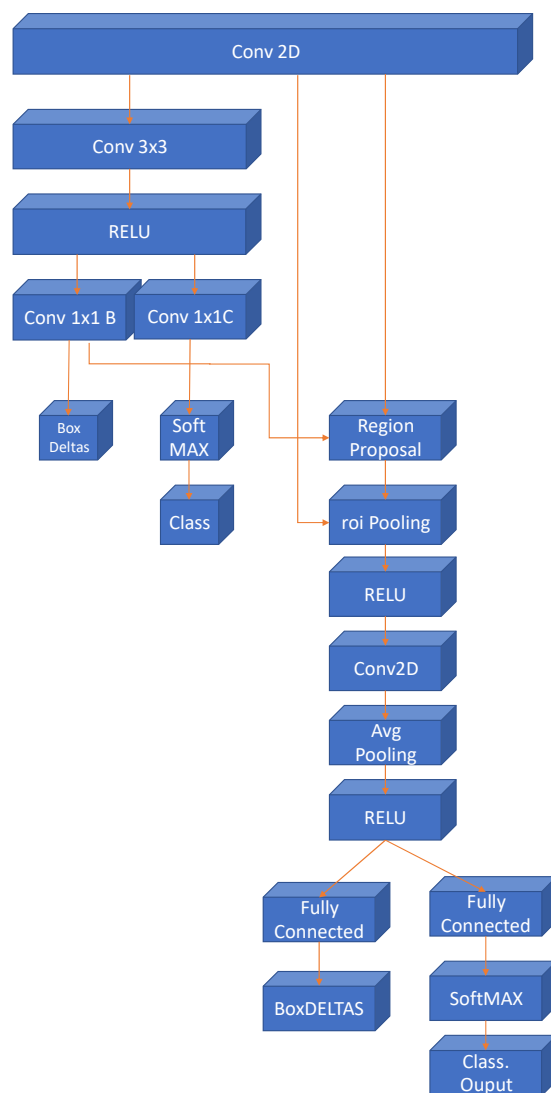 Conv 2D
Conv 3x3
RELU
Conv 1x1 B
Conv 1x1C
Box
Deltas
Soft
MAX
Region
Proposal
Class
roi Pooling
RELU
Conv2D
Avg
Pooling
RELU
Fully
Connected
Fully
Connected
BoxDELTAS
SoftMAX
Class.
Ouput